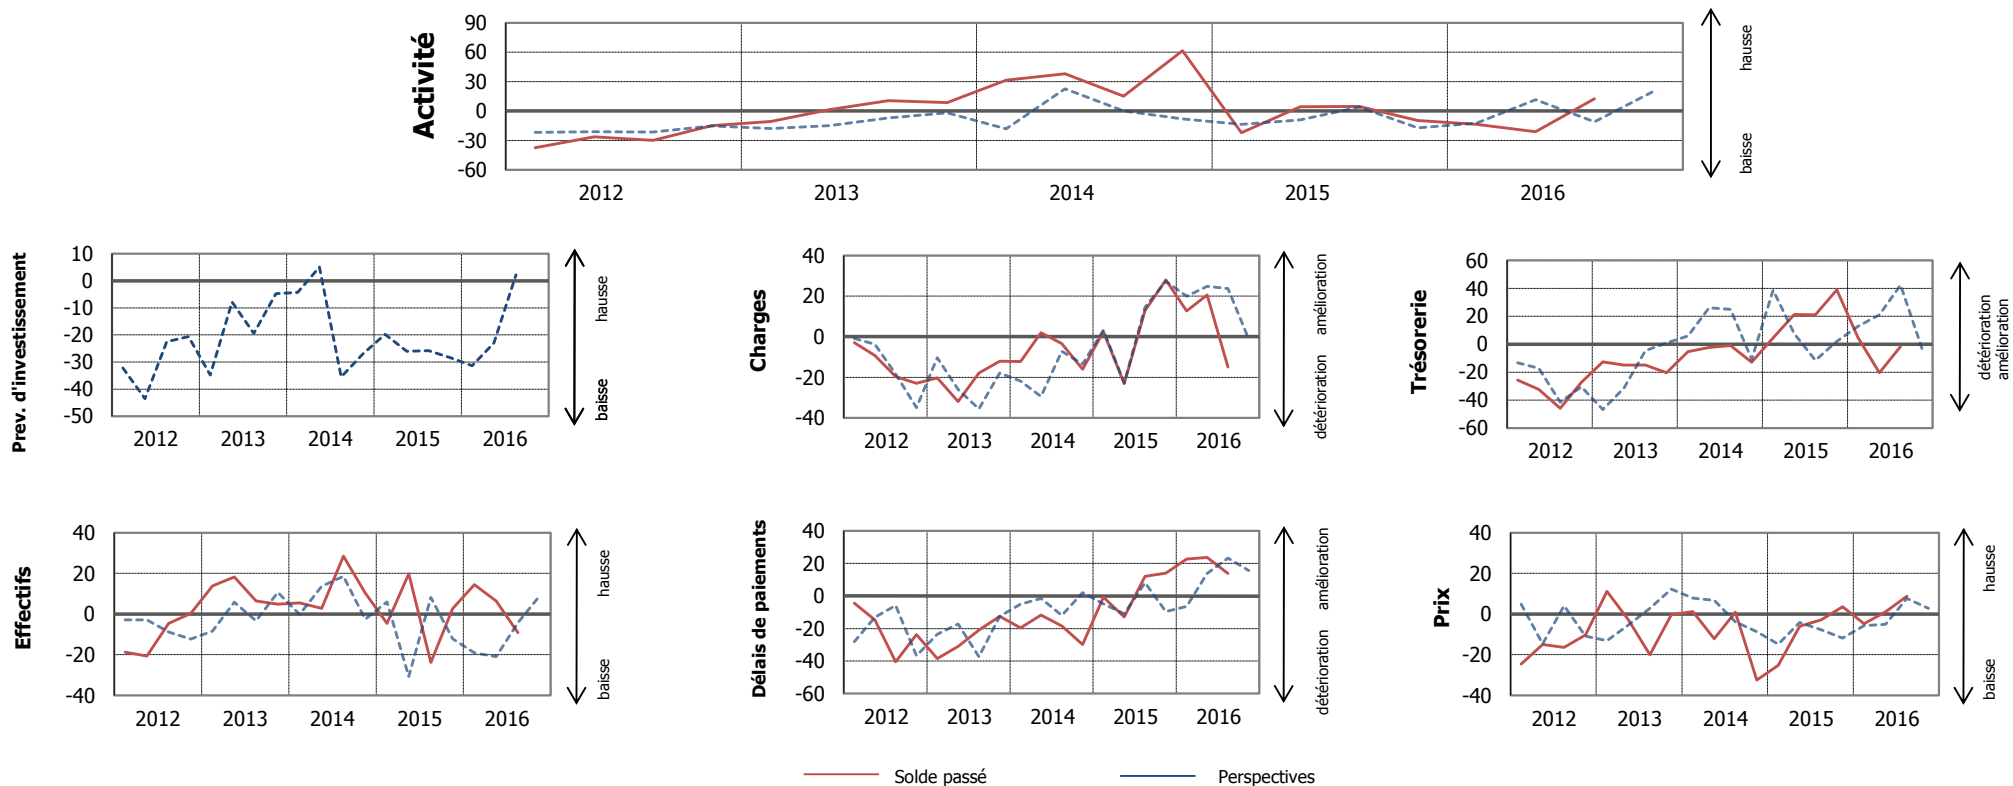 Activité
90
60
30
0
-30
-60
2012 2013 2014 2015 2016
hausse
baisse
Prev. d'investissement
10
0
-10
-20
-30
-40
-50
2012 2013 2014 2015 2016
hausse
baisse
Charges
40
20
0
-20
-40
2012 2013 2014 2015 2016
amélioration
détérioration
Trésorerie
60
40
20
0
-20
-40
-60
2012 2013 2014 2015 2016
détérioration
amélioration
Effectifs
40
20
0
-20
-40
2012 2013 2014 2015 2016
hausse
baisse
Délais de paiements
40
20
0
-20
-40
-60
2012 2013 2014 2015 2016
amélioration
détérioration
Prix
40
20
0
-20
-40
2012 2013 2014 2015 2016
hausse
baisse
Solde passé Perspectives